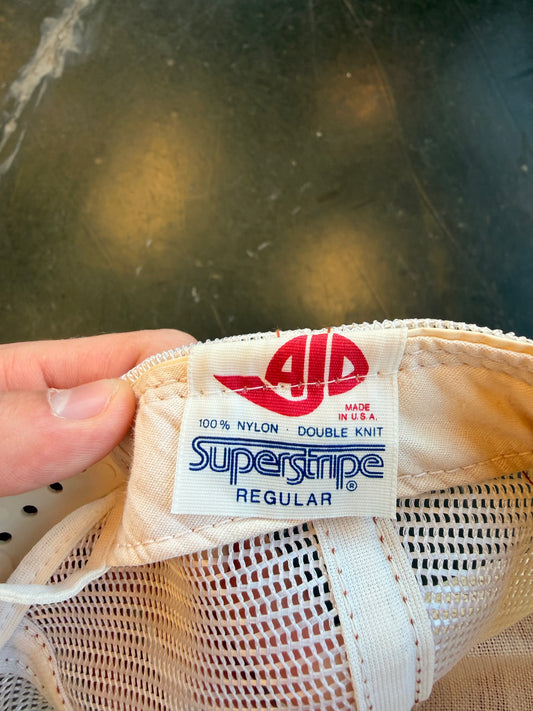 AJD
MADE
IN U.S.A.
100% NYLON · DOUBLE KNIT
Superstripe®
REGULAR